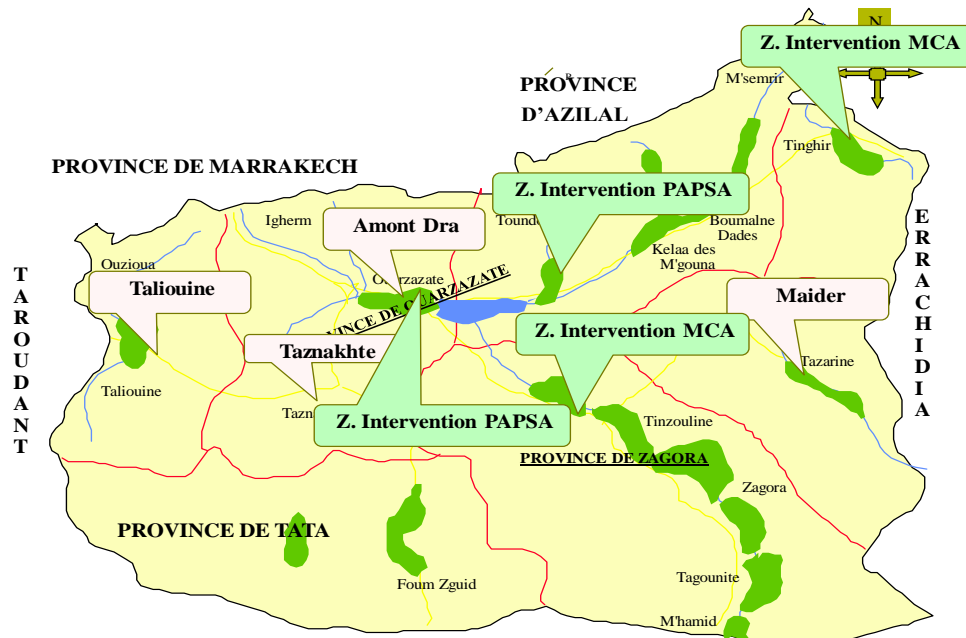 N
Z. Intervention MCA
M'semrir
PROVINCE
D'AZILAL
Tinghir
PROVINCE DE MARRAKECH
Z. Intervention PAPSA
Igherm
Amont Dra
Boumalne
Dades
Kelaa des
M'gouna
ERRACHIDIA
Ouzioua
TAROUDANT
Taliouine
Maider
Z. Intervention MCA
Taznakhte
Tazarine
Taliouine
Z. Intervention PAPSA
Tinzouline
PROVINCE DE ZAGORA
Zagora
PROVINCE DE TATA
Tagounite
Foum Zguid
M'hamid